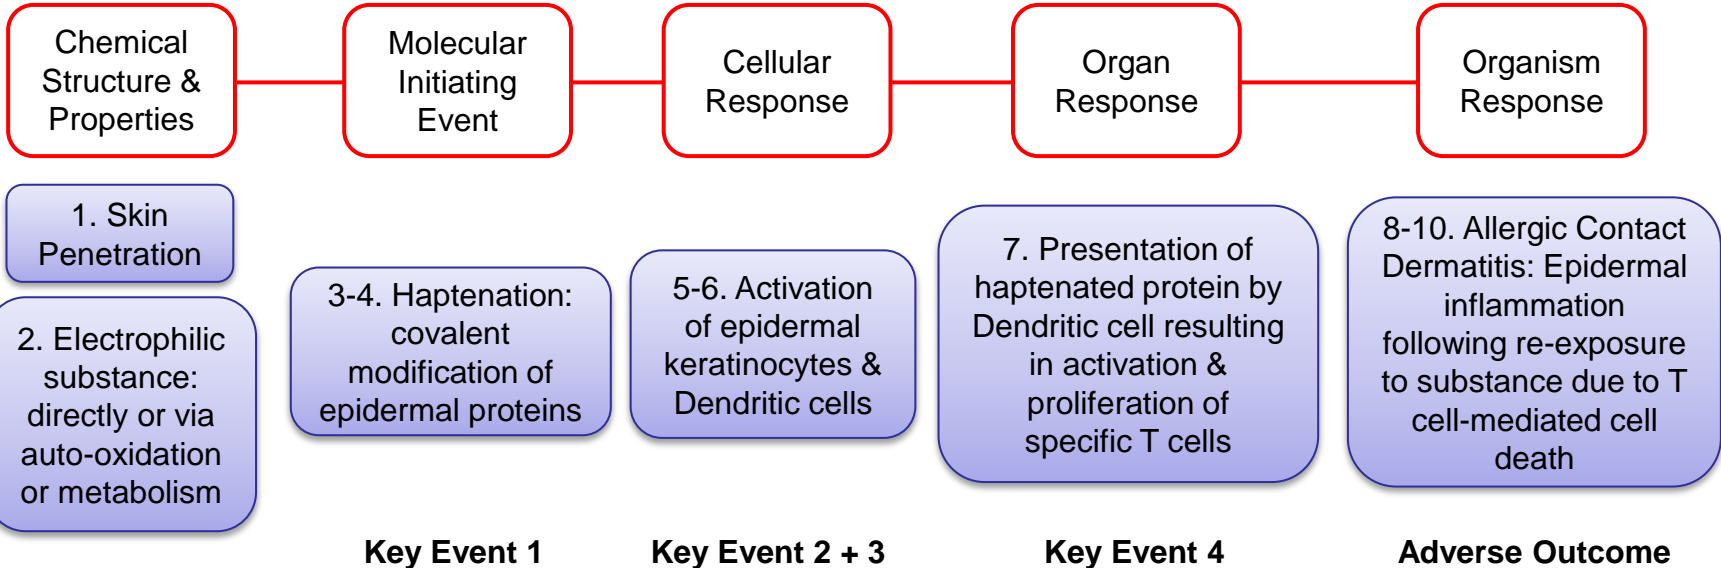 Chemical
Structure &
Properties
Molecular
Initiating
Event
Cellular
Response
Organ
Response
Organism
Response
1. Skin
Penetration
2. Electrophilic
substance:
directly or via
auto-oxidation
or metabolism
3-4. Haptenation:
covalent
modification of
epidermal proteins
5-6. Activation
of epidermal
keratinocytes &
Dendritic cells
7. Presentation of
haptenated protein by
Dendritic cell resulting
in activation &
proliferation of
specific T cells
8-10. Allergic Contact
Dermatitis: Epidermal
inflammation
following re-exposure
to substance due to T
cell-mediated cell
death
Key Event 1
Key Event 2 + 3
Key Event 4
Adverse Outcome